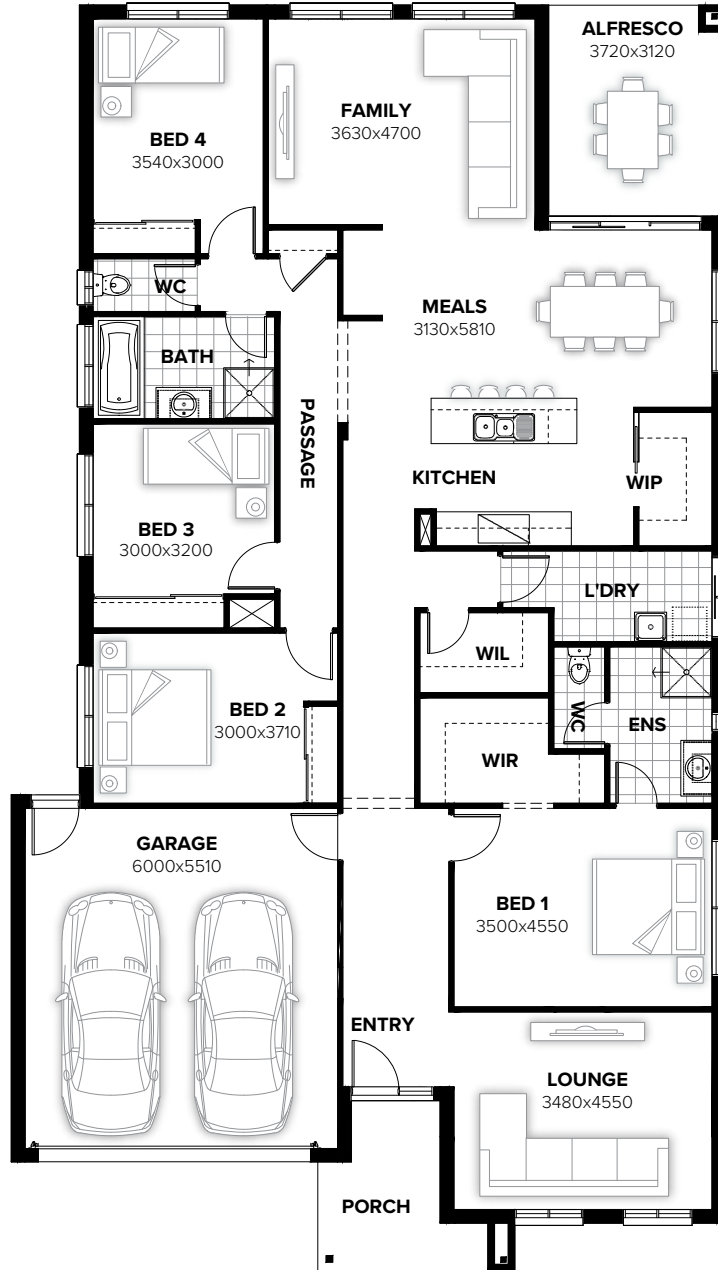 ALFRESCO
3720x3120
FAMILY
3630x4700
BED 4
3540x3000
WC
MEALS
3130x5810
BATH
PASSAGE
KITCHEN
WIP
BED 3
3000x3200
L'DRY
WIL
BED 2
3000x3710
WC
ENS
WIR
GARAGE
6000x5510
BED 1
3500x4550
ENTRY
LOUNGE
3480x4550
PORCH